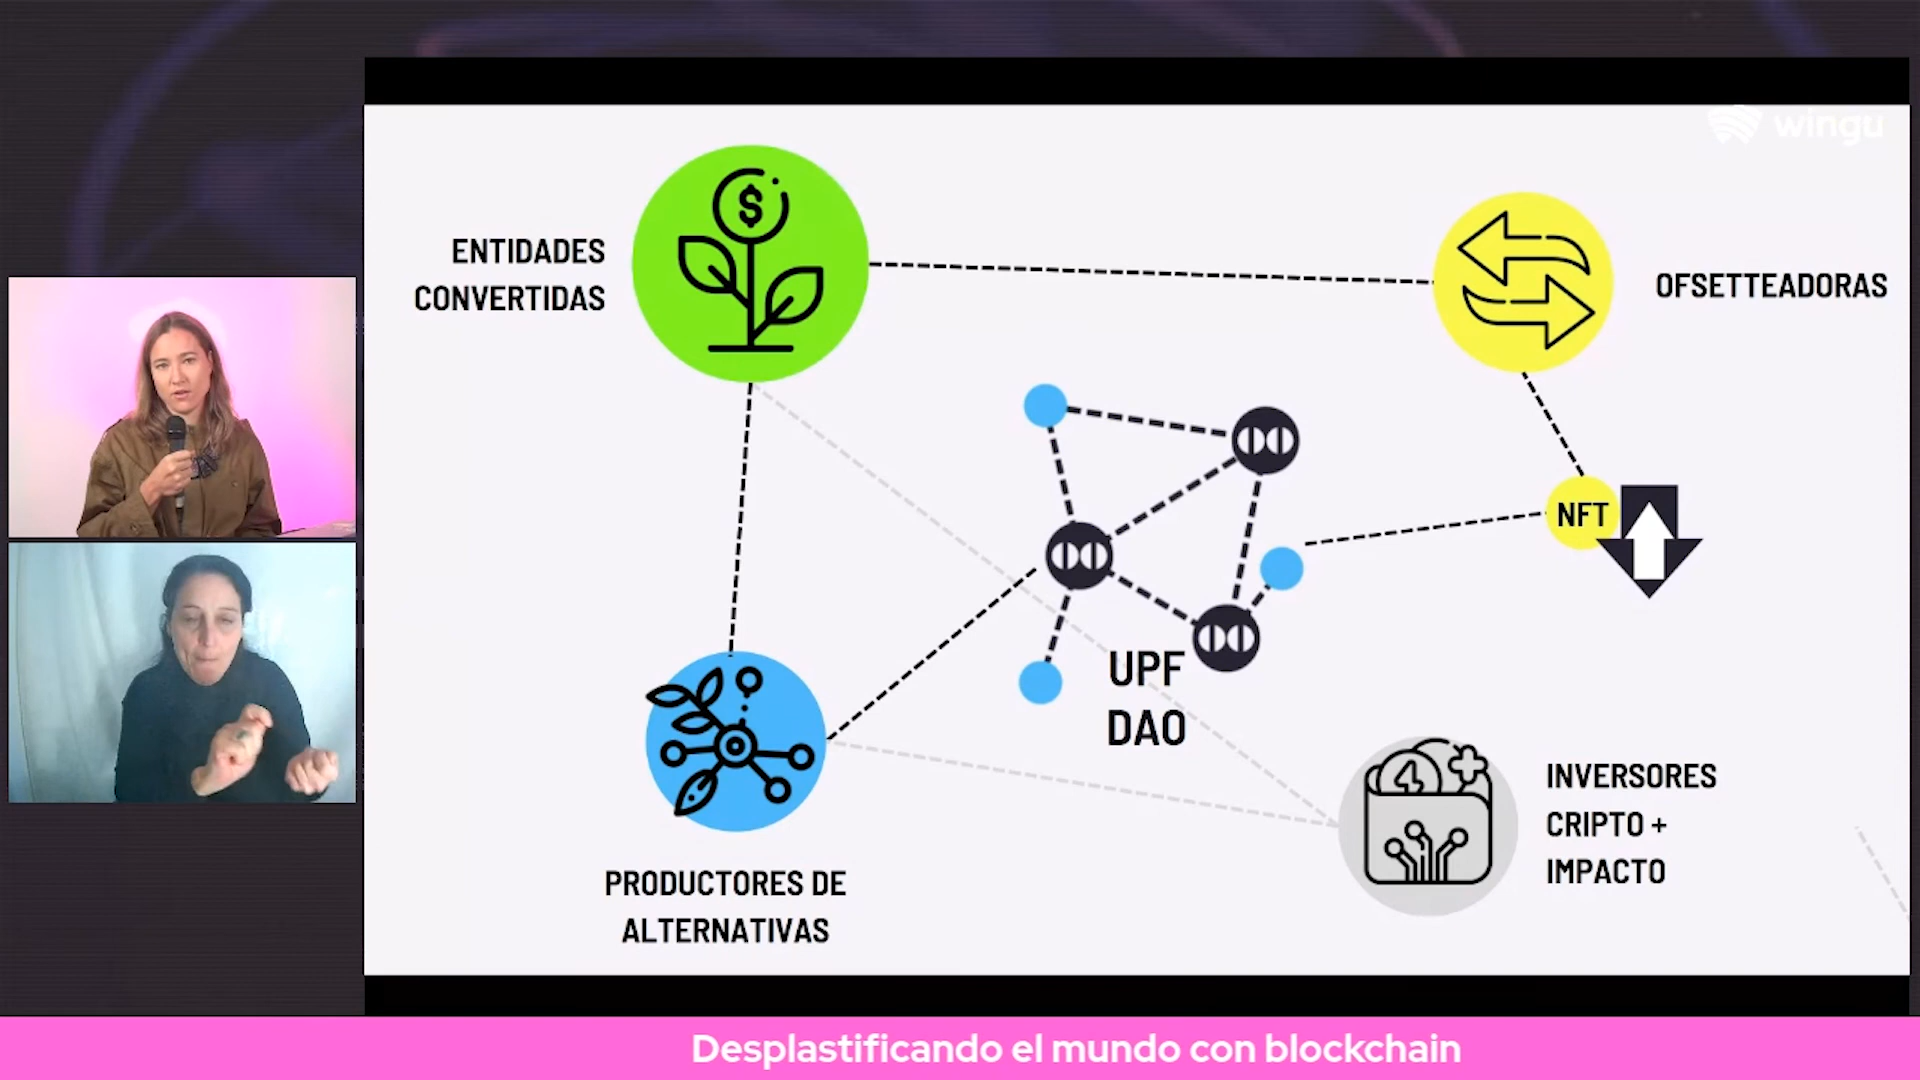 wingu
ENTIDADES
CONVERTIDAS
$
OFSETTEADORAS
NFT
UPF
DAO
PRODUCTORES DE
ALTERNATIVAS
INVERSORES
CRIPTO +
IMPACTO
Desplastificando el mundo con blockchain